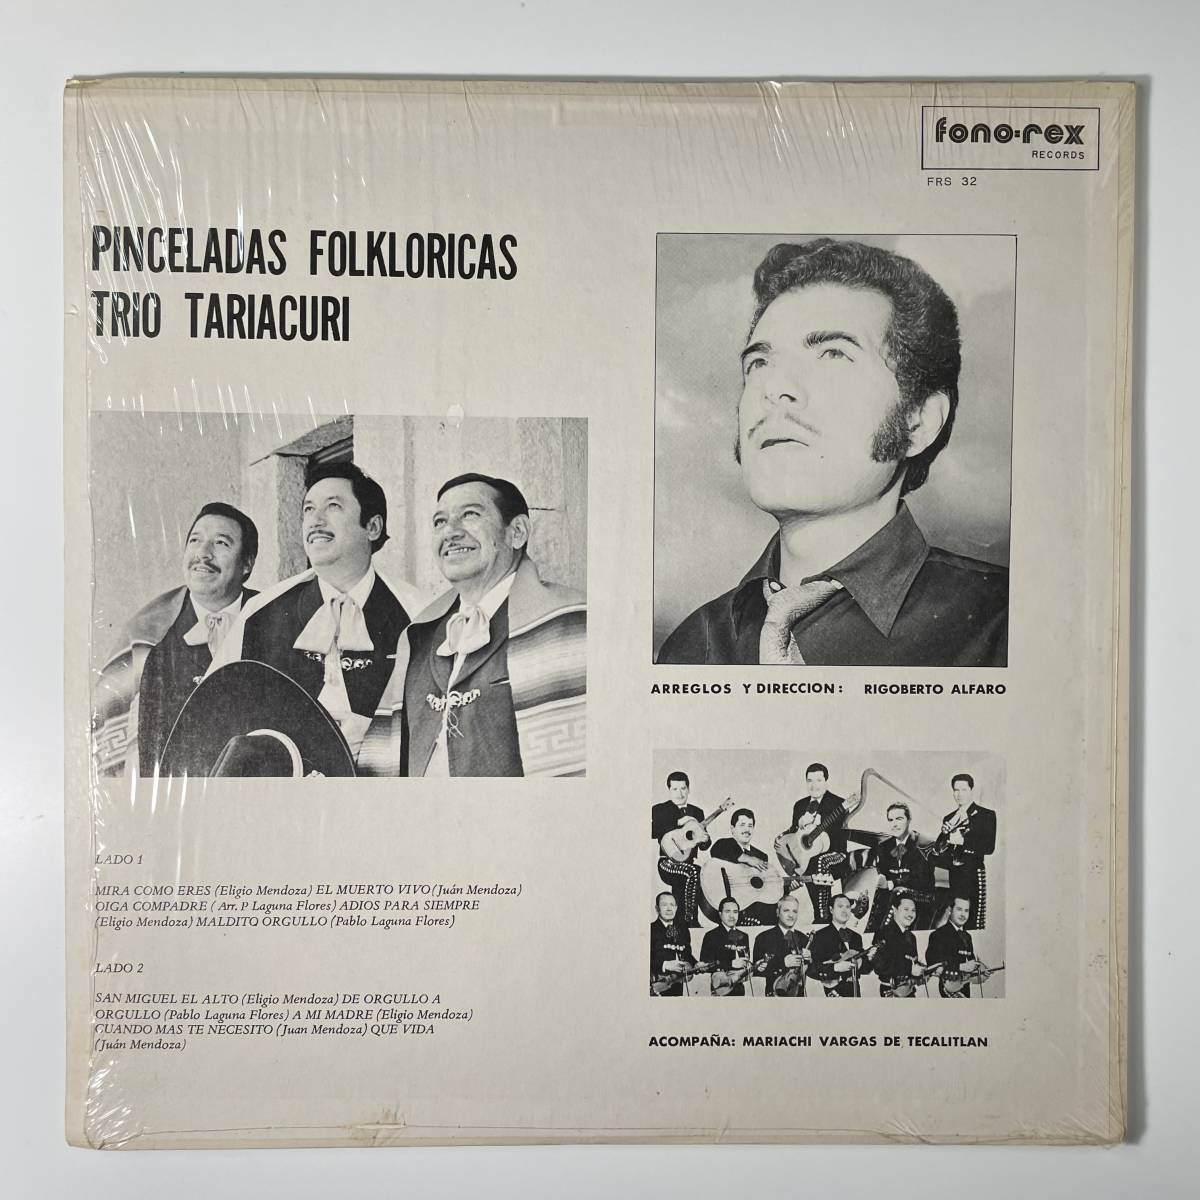 fono-rex
RECORDS
FRS 32
PINCELADAS FOLKLORICAS
TRIO TARIACURI
ARREGLOS Y DIRECCION: RIGOBERTO ALFARO
LADO 1
MIRA COMO ERES (Eligio Mendoza) EL MUERTO VIVO (Juán Mendoza)
OIGA COMPADRE ( Arr. P Laguna Flores) ADIOS PARA SIEMPRE
(Eligio Mendoza) MALDITO ORGULLO (Pablo Laguna Flores)
LADO 2
SAN MIGUEL EL ALTO (Eligio Mendoza) DE ORGULLO A
ORGULLO (Pablo Laguna Flores) A MI MADRE (Eligio Mendoza)
CUANDO MAS TE NECESITO (Juan Mendoza) QUE VIDA
(Juán Mendoza)
ACOMPAÑA: MARIACHI VARGAS DE TECALITLAN